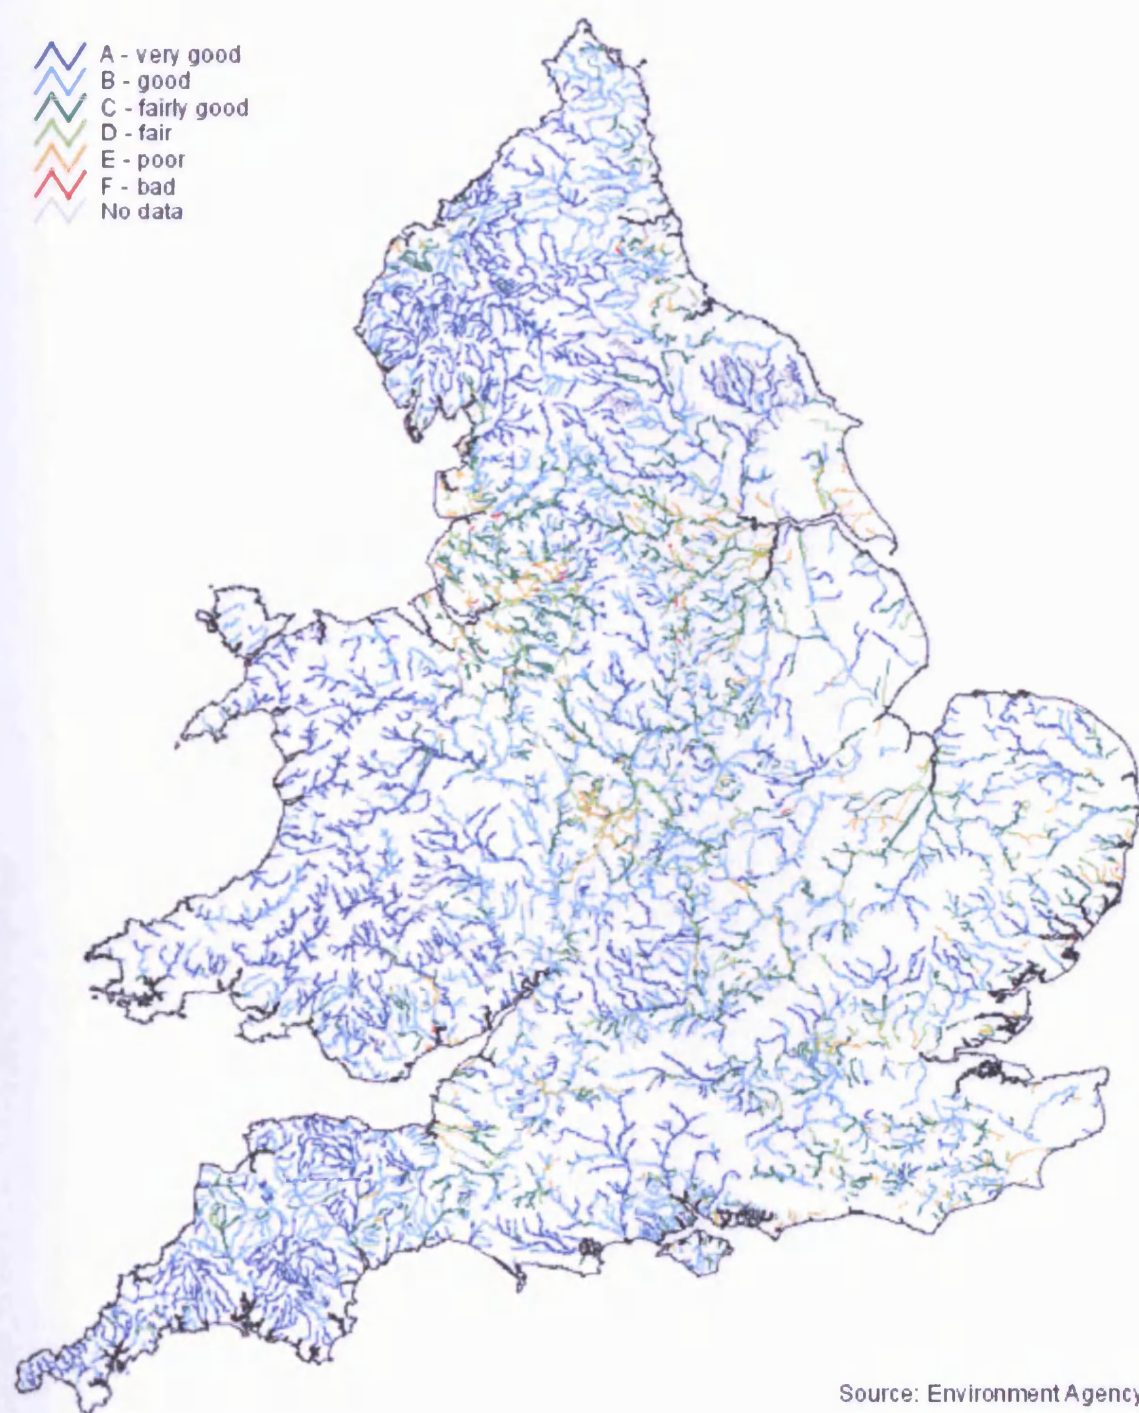 A - very good
B - good
C - fairly good
D - fair
E - poor
F - bad
No data
Source: Environment Agency